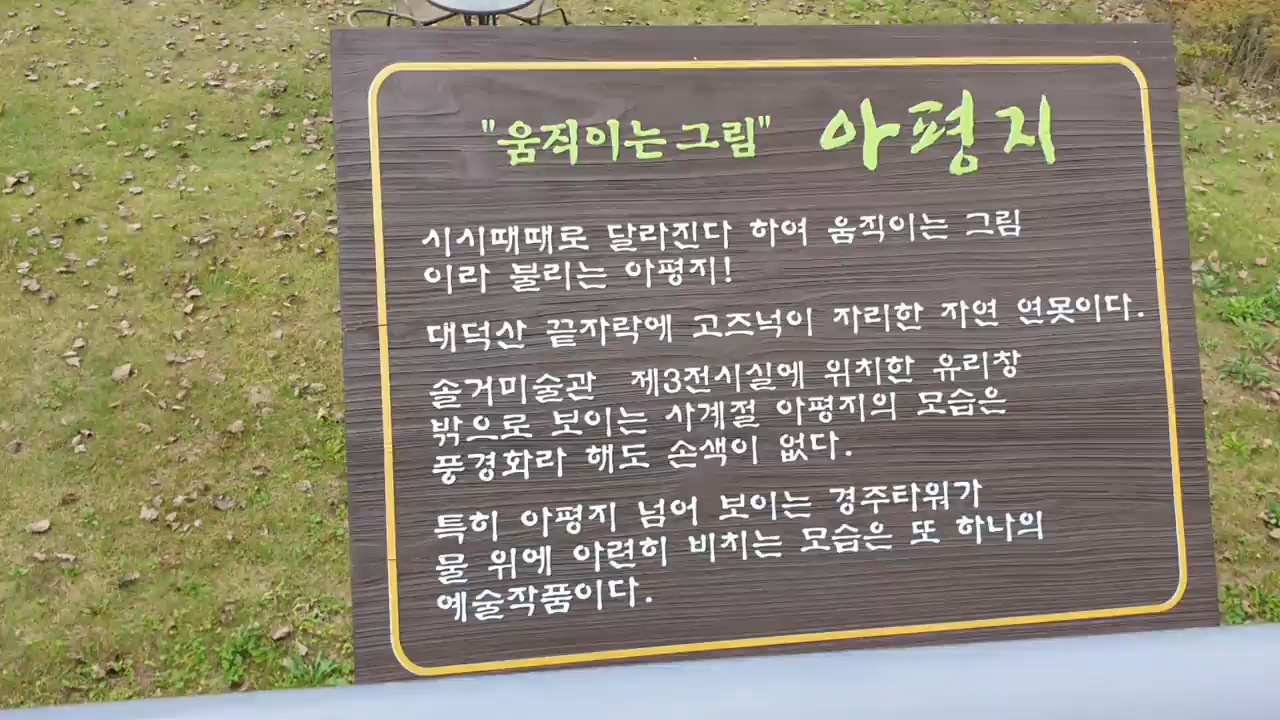 "움직이는 그림" 아평지
시시때때로 달라진다 하여 움직이는 그림
이라 불리는 아평지!
대덕산 끝자락에 고즈넉이 자리한 자연 연못이다.
솔거미술관 제3전시실에 위치한 유리창
밖으로 보이는 사계절 아평지의 모습은
풍경화라 해도 손색이 없다.
특히 아평지 넘어 보이는 경주타워가
물 위에 아련히 비치는 모습은 또 하나의
예술작품이다.